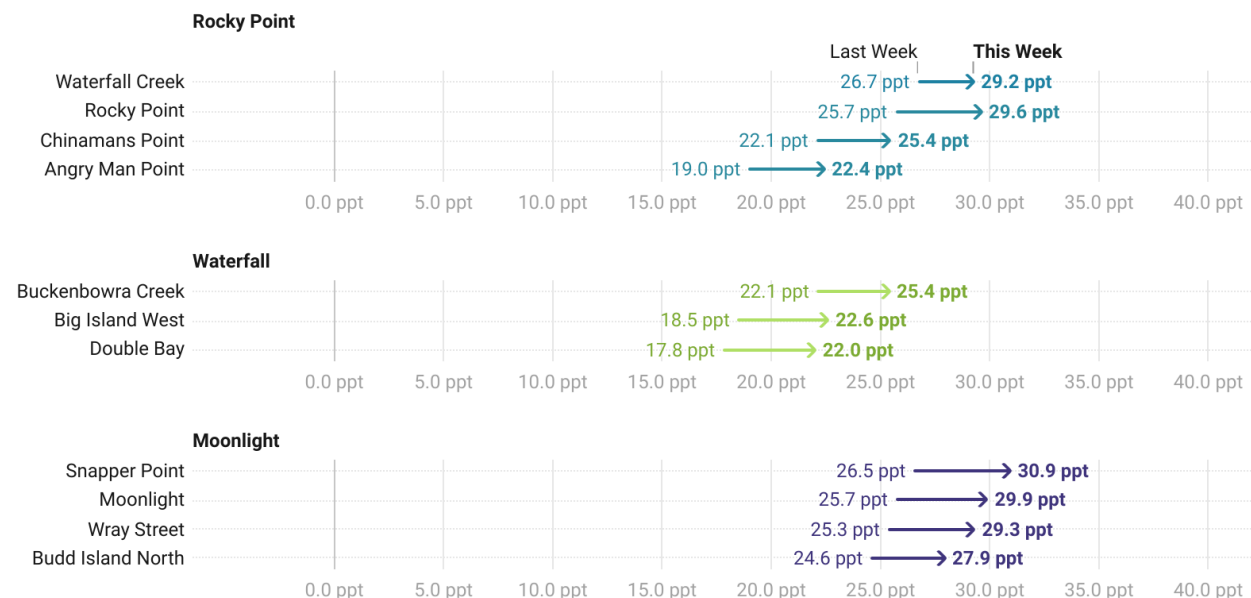 Rocky Point
Last Week This Week
Waterfall Creek 26.7 ppt 29.2 ppt
Rocky Point 25.7 ppt 29.6 ppt
Chinamans Point 22.1 ppt 25.4 ppt
Angry Man Point 19.0 ppt 22.4 ppt
0.0 ppt 5.0 ppt 10.0 ppt 15.0 ppt 20.0 ppt 25.0 ppt 30.0 ppt 35.0 ppt 40.0 ppt
Waterfall
Buckenbowra Creek 22.1 ppt 25.4 ppt
Big Island West 18.5 ppt 22.6 ppt
Double Bay 17.8 ppt 22.0 ppt
0.0 ppt 5.0 ppt 10.0 ppt 15.0 ppt 20.0 ppt 25.0 ppt 30.0 ppt 35.0 ppt 40.0 ppt
Moonlight
Snapper Point 26.5 ppt 30.9 ppt
Moonlight 25.7 ppt 29.9 ppt
Wray Street 25.3 ppt 29.3 ppt
Budd Island North 24.6 ppt 27.9 ppt
0.0 ppt 5.0 ppt 10.0 ppt 15.0 ppt 20.0 ppt 25.0 ppt 30.0 ppt 35.0 ppt 40.0 ppt